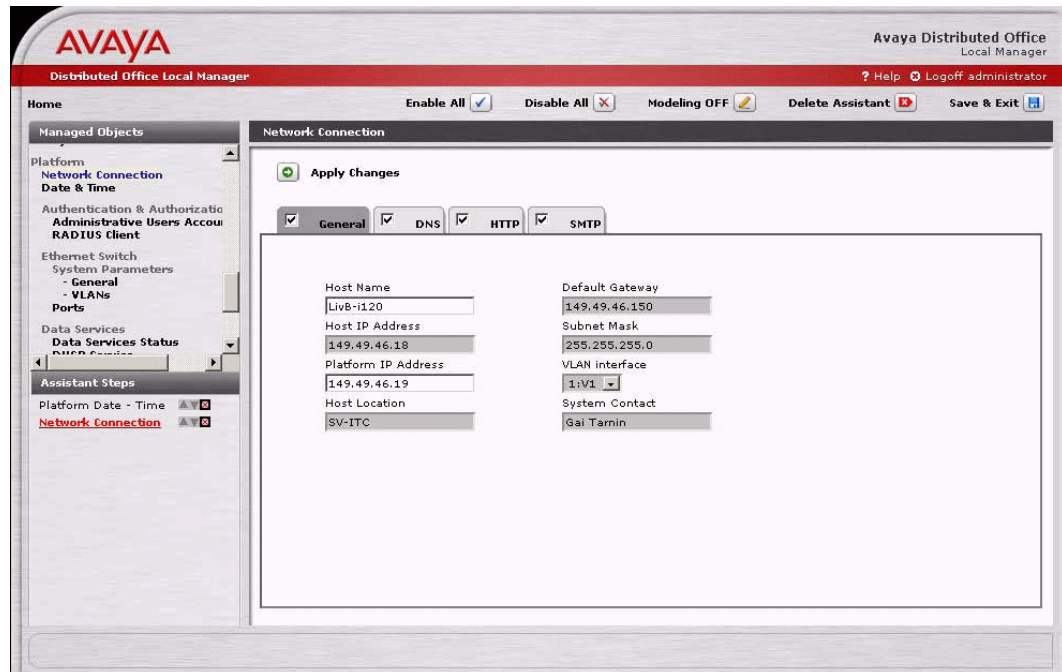 AVAYA
Avaya Distributed Office
Local Manager
Distributed Office Local Manager
? Help Logoff administrator
Home
Enable All
Disable All
Modeling OFF
Delete Assistant
Save & Exit
Managed Objects
Network Connection
Platform
Network Connection
Date & Time
Authentication & Authorizatio
Administrative Users Accou
RADIUS Client
Ethernet Switch
System Parameters
- General
- VLANs
Ports
Data Services
Data Services Status
Apply Changes
General
DNS
HTTP
SMTP
Host Name
LivB-i120
Host IP Address
149.49.46.18
Platform IP Address
149.49.46.19
Host Location
SV-ITC
Default Gateway
149.49.46.150
Subnet Mask
255.255.255.0
VLAN interface
1:V1
System Contact
Gai Tarnin
Assistant Steps
Platform Date - Time
Network Connection